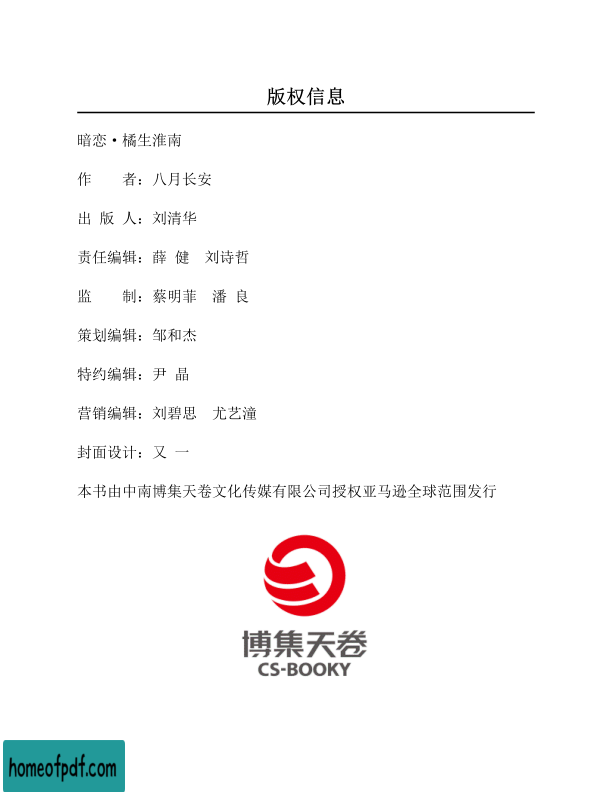 版权信息
暗恋·橘生淮南
作　　者：八月长安
出 版 人：刘清华
责任编辑：薛 健　刘诗哲
监　　制：蔡明菲　潘 良
策划编辑：邹和杰
特约编辑：尹 晶
营销编辑：刘碧思　尤艺潼
封面设计：又 一
本书由中南博集天卷文化传媒有限公司授权亚马逊全球范围发行
博集天卷
CS-BOOKY
homeofpdf.com